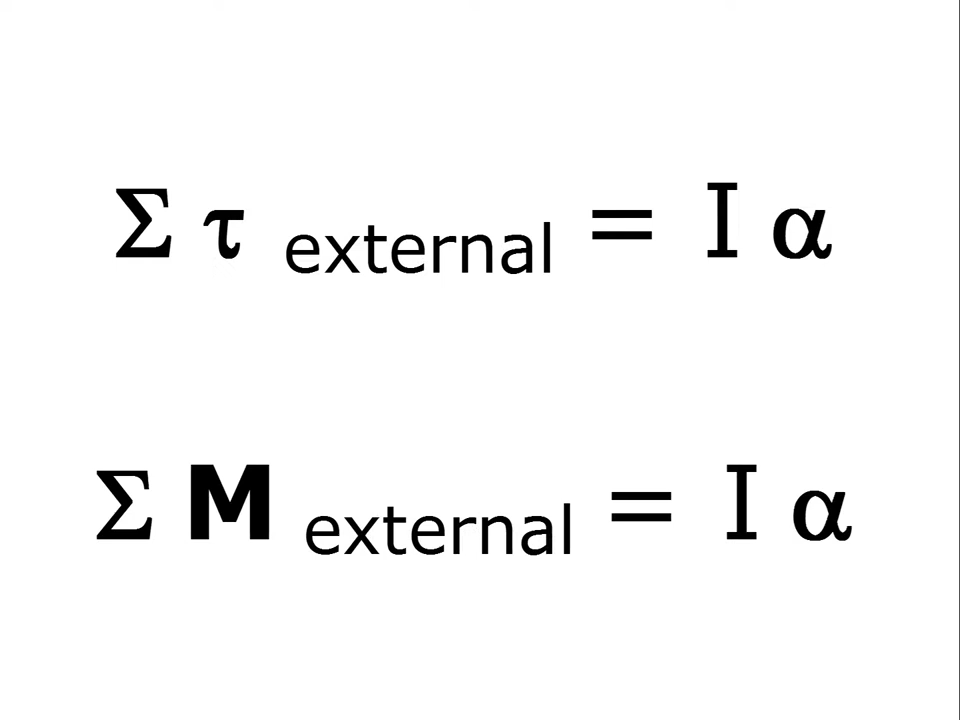 Σ τ external = I α
Σ M external = I α